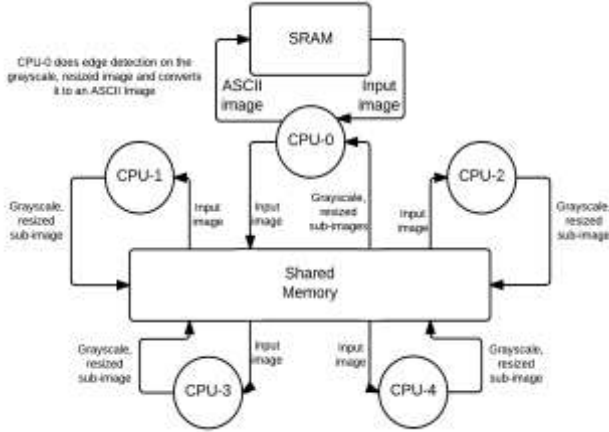 SRAM
CPU-0 does edge detection on the
grayscale, resized image and converts
it to an ASCII Image
ASCII
image
Input
image
CPU-0
CPU-1
CPU-2
Grayscale,
resized
sub-image
Input
image
Input
image
Grayscale,
resized
sub-images
Input
image
Grayscale,
resized
sub-image
Shared
Memory
Grayscale,
resized
sub-image
Input
image
Input
image
Grayscale,
resized
sub-image
CPU-3
CPU-4